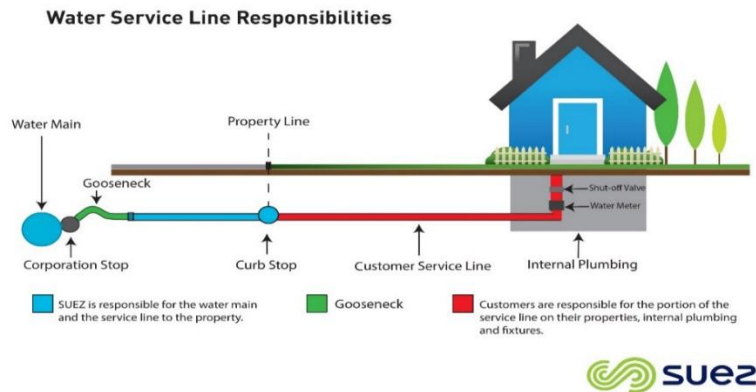 Water Service Line Responsibilities
Water Main
Property Line
Gooseneck
Shut-off Valve
Water Meter
Corporation Stop
Curb Stop
Customer Service Line
Internal Plumbing
SUEZ is responsible for the water main
and the service line to the property.
Gooseneck
Customers are responsible for the portion of the
service line on their properties, internal plumbing
and fixtures.
suez